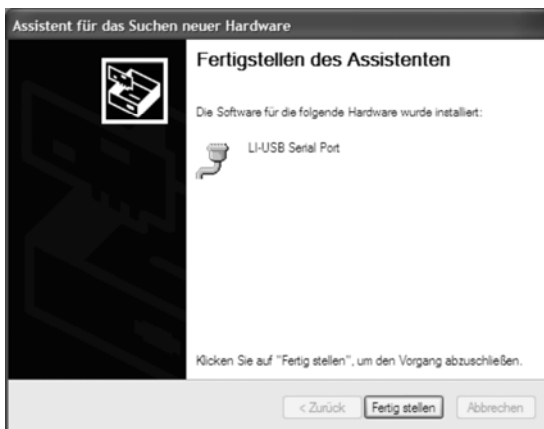 Assistent für das Suchen neuer Hardware
Fertigstellen des Assistenten
Die Software für die folgende Hardware wurde installiert:
LI-USB Serial Port
Klicken Sie auf "Fertig stellen", um den Vorgang abzuschließen.
< Zurück Fertig stellen Abbrechen